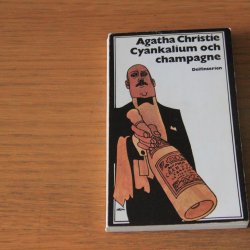 Agatha Christie
Cyankalium och
champagne
Delfinserien